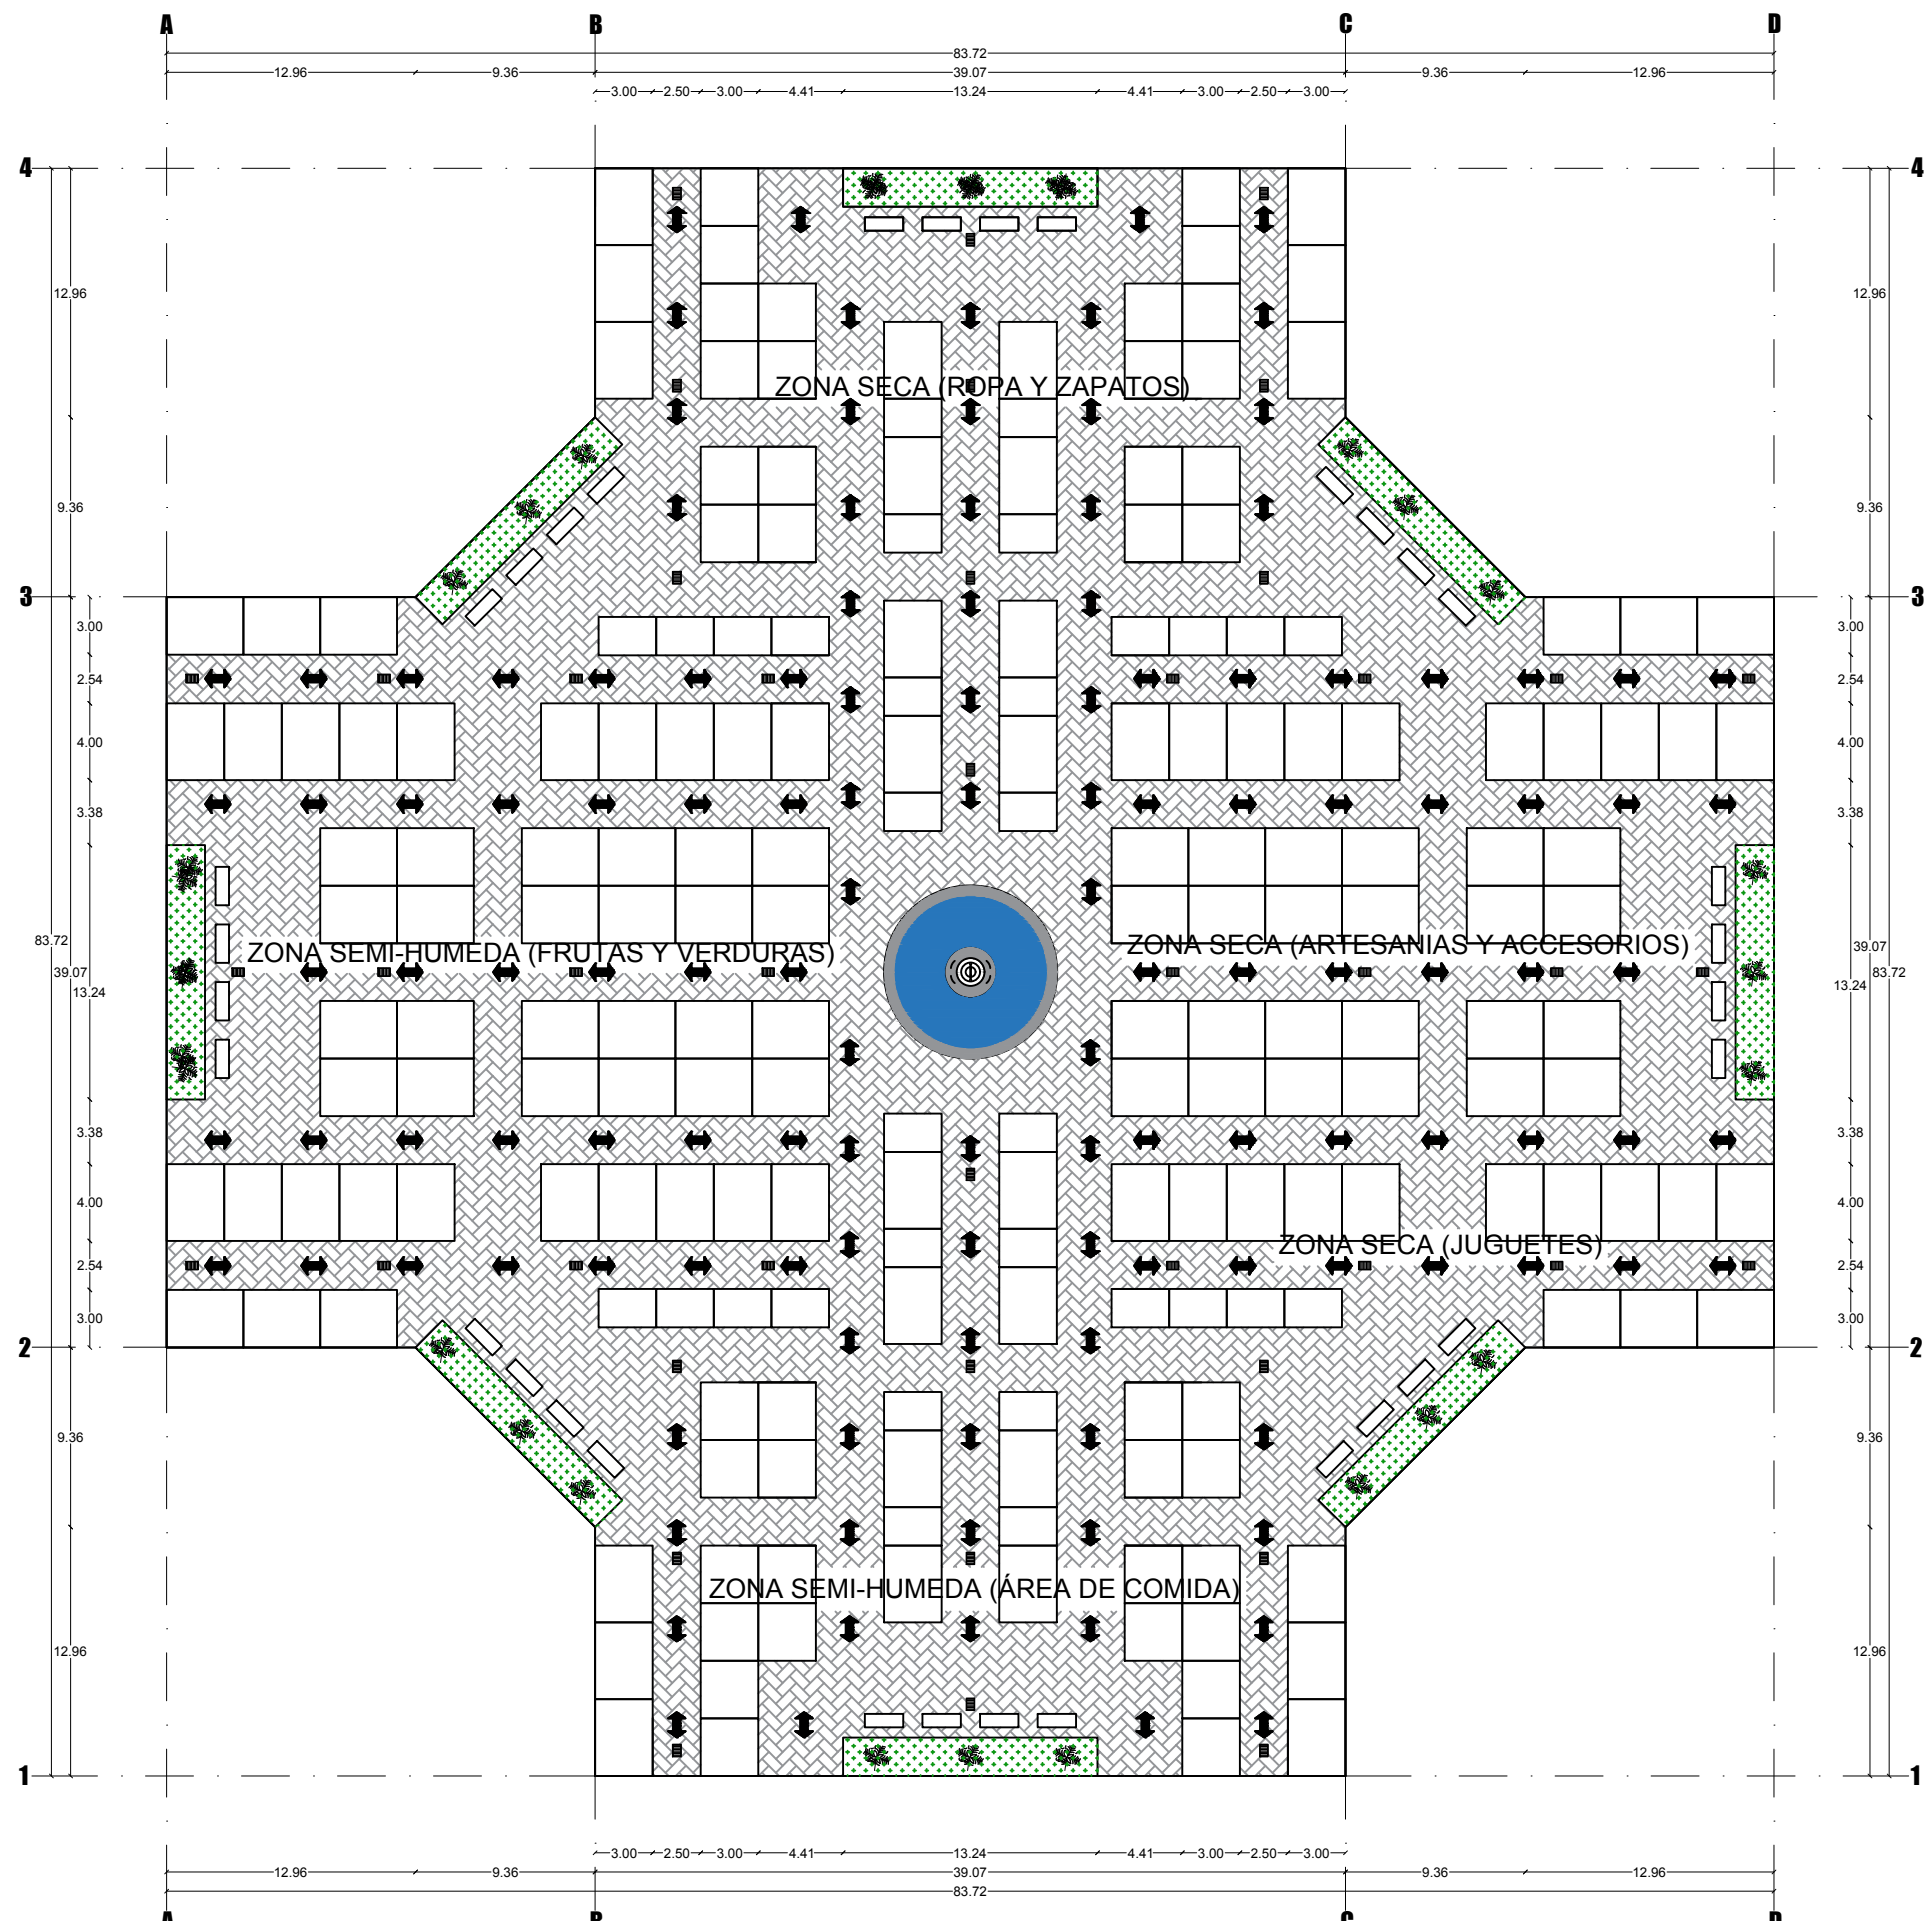 A B C D
83.72
12.96 9.36 39.07 9.36 12.96
3.00 2.50 3.00 4.41 13.24 4.41 3.00 2.50 3.00
4 4
12.96 12.96
ZONA SECA (ROPA Y ZAPATOS)
9.36 9.36
3 3
3.00 3.00
2.54 2.54
4.00 4.00
3.38 3.38
83.72 ZONA SEMI-HUMEDA (FRUTAS Y VERDURAS) ZONA SECA (ARTESANIAS Y ACCESORIOS) 39.07
39.07 83.72
13.24 13.24
3.38 3.38
4.00 4.00
ZONA SECA (JUGUETES)
2.54 2.54
3.00 3.00
2 2
9.36 9.36
ZONA SEMI-HUMEDA (ÁREA DE COMIDA)
12.96 12.96
1 1
3.00 2.50 3.00 4.41 13.24 4.41 3.00 2.50 3.00
12.96 9.36 39.07 9.36 12.96
83.72
A B C D